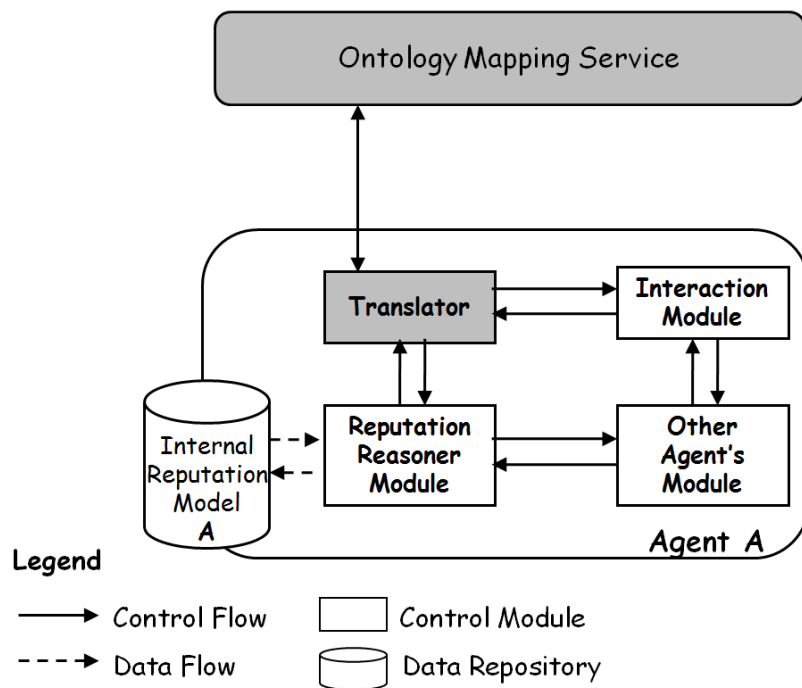 Ontology Mapping Service
Translator
Interaction
Module
Internal
Reputation
Model
A
Reputation
Reasoner
Module
Other
Agent's
Module
Agent A
Legend
Control Flow
Control Module
Data Flow
Data Repository